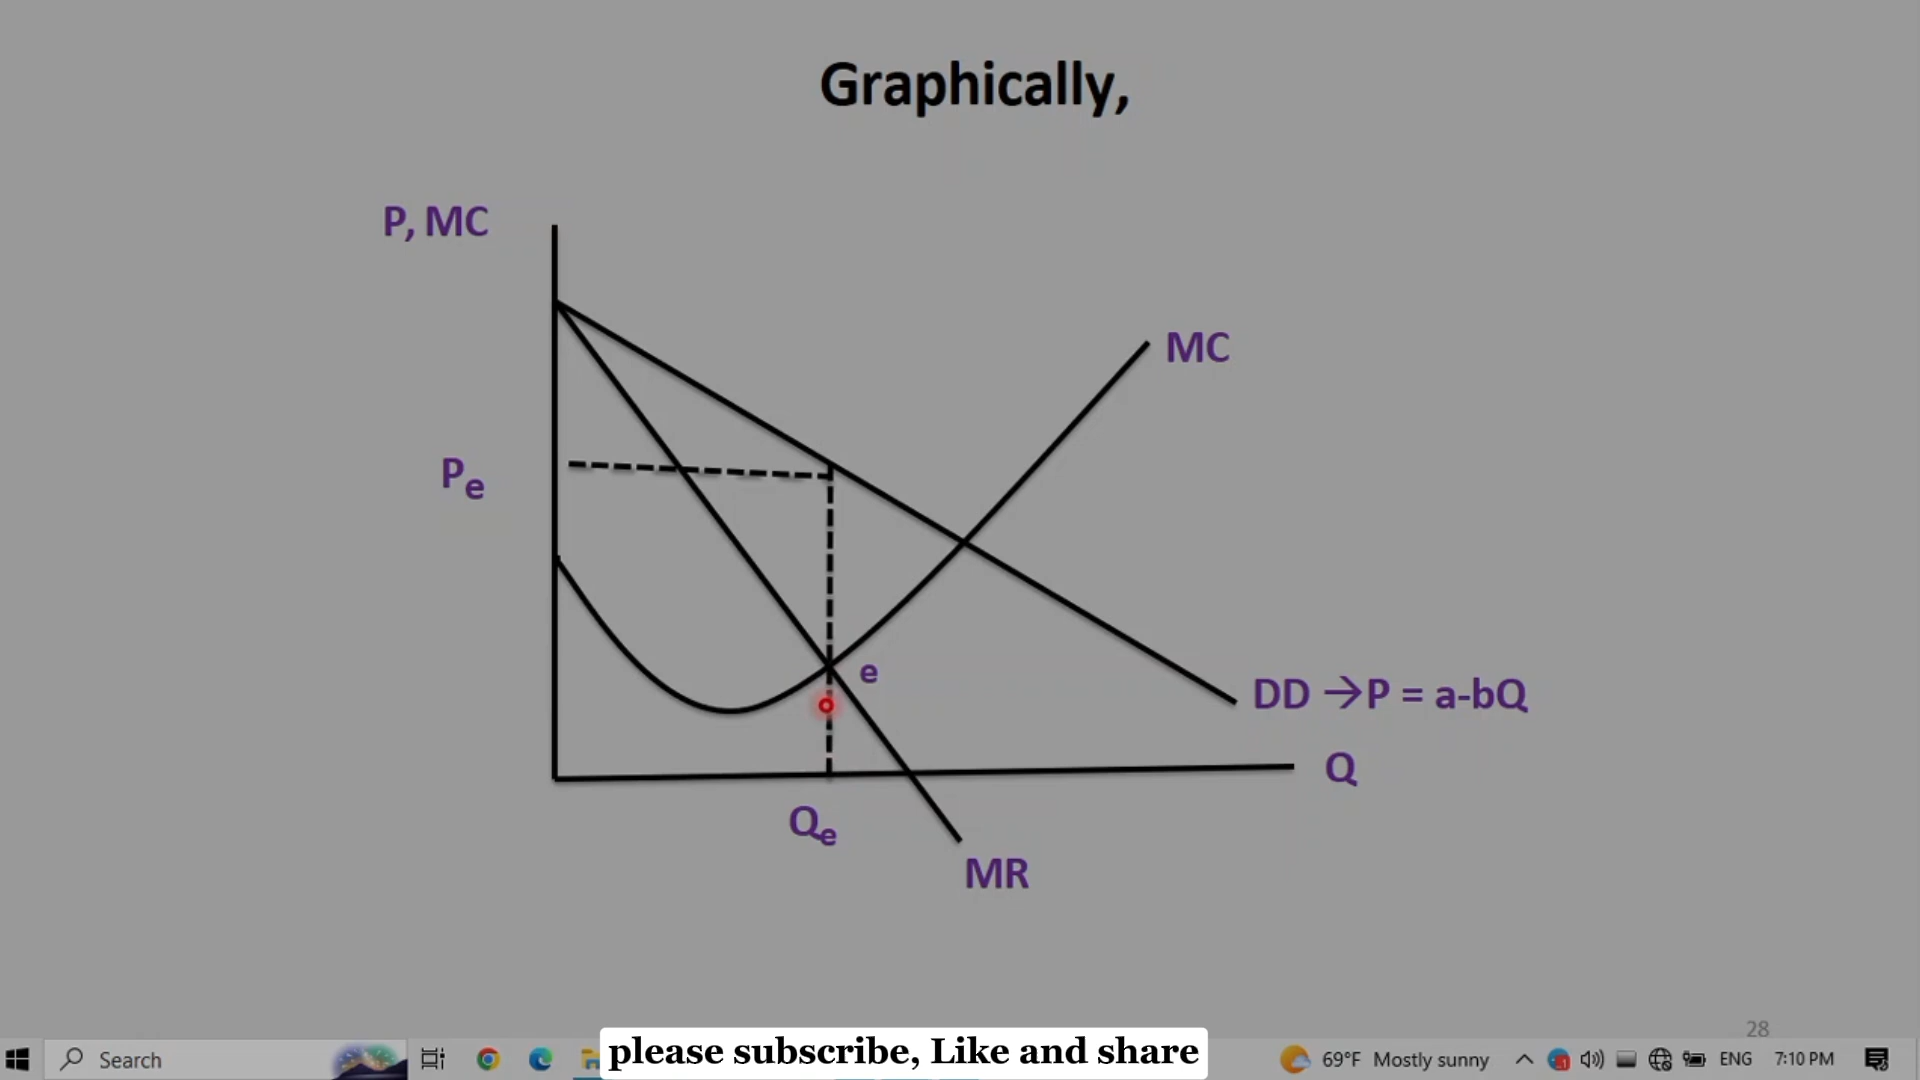 Graphically,
P, MC
MC
Pe
e
DD →P = a-bQ
Q
Qe
MR
28
Search
please subscribe, Like and share
69°F Mostly sunny
ENG
7:10 PM